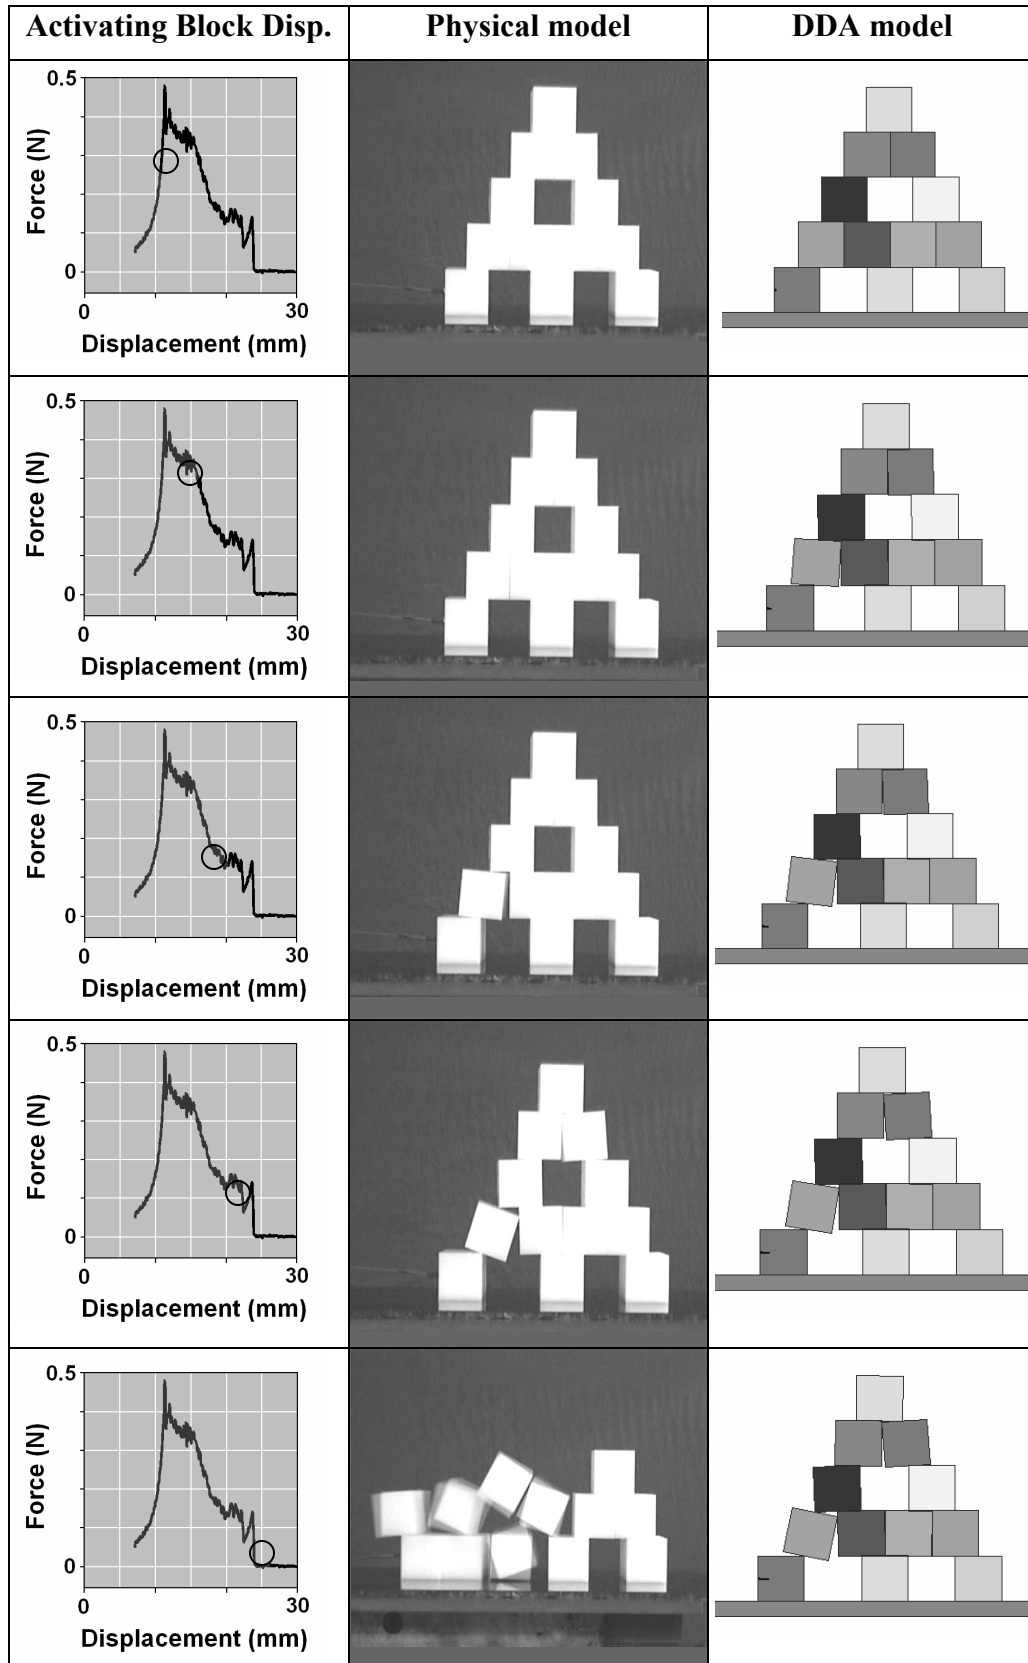 Activating Block Disp.
Physical model
DDA model
0.5
Force (N)
0
0
30
Displacement (mm)
0.5
Force (N)
0
0
30
Displacement (mm)
0.5
Force (N)
0
0
30
Displacement (mm)
0.5
Force (N)
0
0
30
Displacement (mm)
0.5
Force (N)
0
0
30
Displacement (mm)